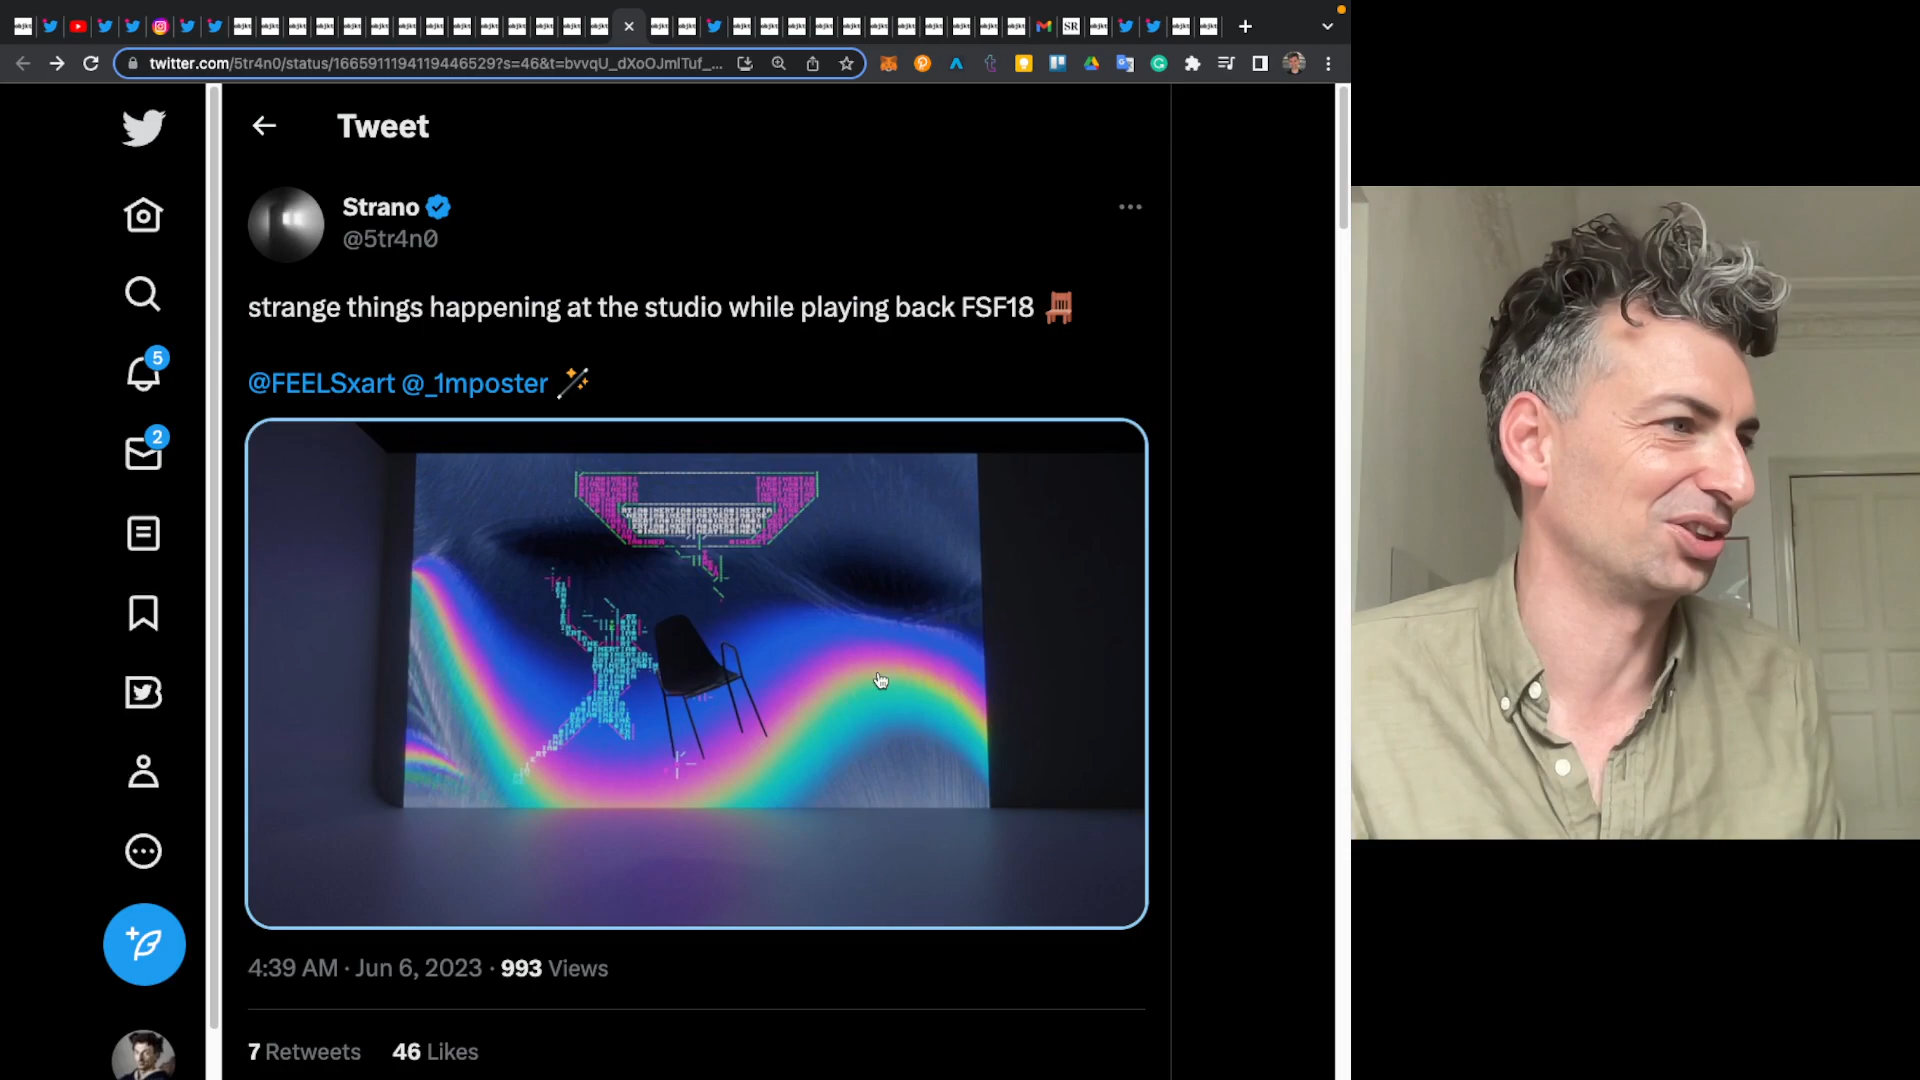 twitter.com/5tr4n0/status/1665911194119446529?s=46&t=bvvqU_dXoOJmITuf_...
Tweet
Strano
@5tr4n0
strange things happening at the studio while playing back FSF18
@FEELSxart @_1mposter
5
2
4:39 AM · Jun 6, 2023 · 993 Views
7 Retweets 46 Likes